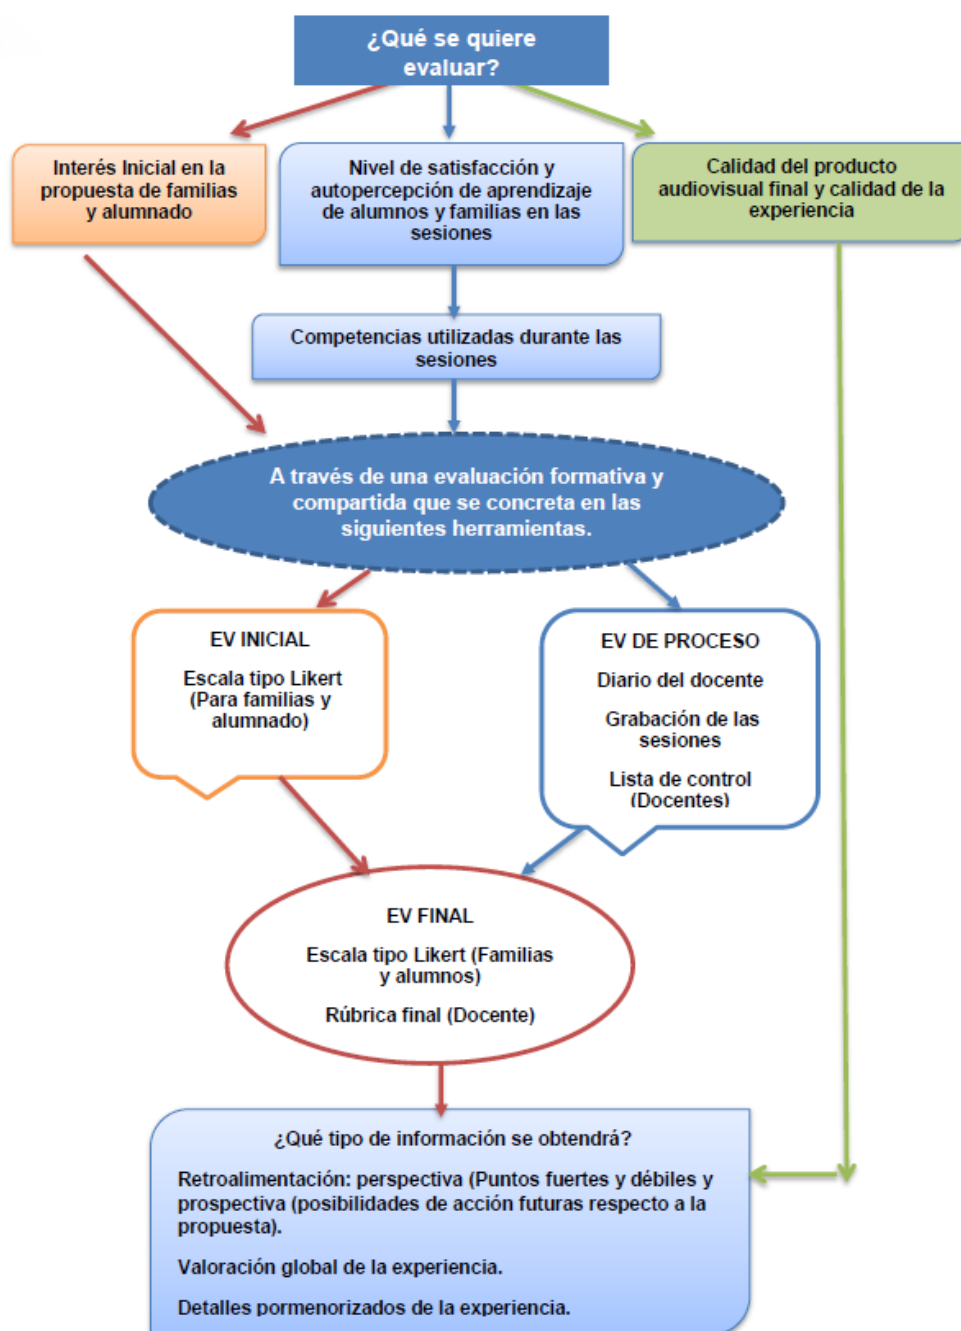 ¿Qué se quiere
evaluar?
Interés Inicial en la
propuesta de familias
y alumnado
Nivel de satisfacción y
autopercepción de aprendizaje
de alumnos y familias en las
sesiones
Calidad del producto
audiovisual final y calidad de la
experiencia
Competencias utilizadas durante las
sesiones
A través de una evaluación formativa y
compartida que se concreta en las
siguientes herramientas.
EV INICIAL
Escala tipo Likert
(Para familias y
alumnado)
EV DE PROCESO
Diario del docente
Grabación de las
sesiones
Lista de control
(Docentes)
EV FINAL
Escala tipo Likert (Familias
y alumnos)
Rúbrica final (Docente)
¿Qué tipo de información se obtendrá?
Retroalimentación: perspectiva (Puntos fuertes y débiles y
prospectiva (posibilidades de acción futuras respecto a la
propuesta).
Valoración global de la experiencia.
Detalles pormenorizados de la experiencia.